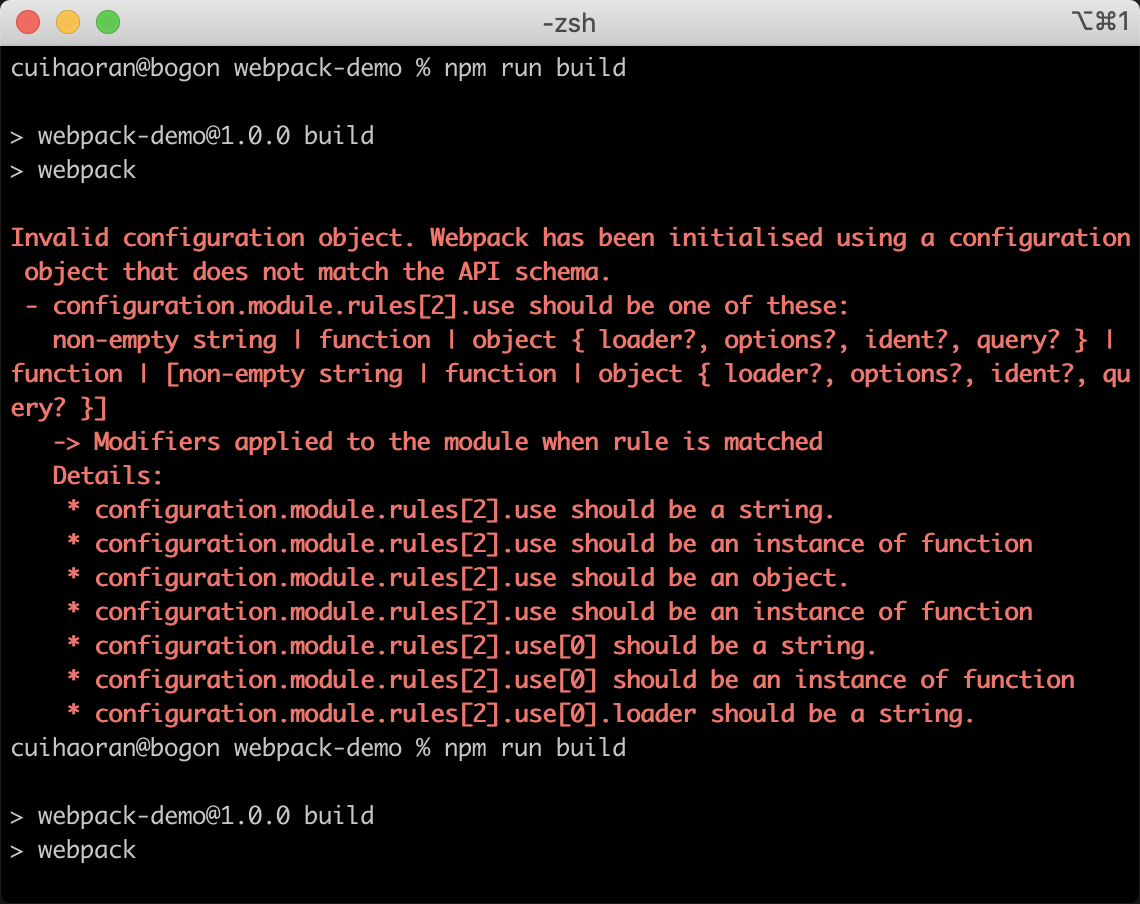 -zsh
⌥⌘1
cuihaoran@bogon webpack-demo % npm run build
> webpack-demo@1.0.0 build
> webpack
Invalid configuration object. Webpack has been initialised using a configuration
 object that does not match the API schema.
 - configuration.module.rules[2].use should be one of these:
   non-empty string | function | object { loader?, options?, ident?, query? } |
function | [non-empty string | function | object { loader?, options?, ident?, qu
ery? }]
   -> Modifiers applied to the module when rule is matched
   Details:
    * configuration.module.rules[2].use should be a string.
    * configuration.module.rules[2].use should be an instance of function
    * configuration.module.rules[2].use should be an object.
    * configuration.module.rules[2].use should be an instance of function
    * configuration.module.rules[2].use[0] should be a string.
    * configuration.module.rules[2].use[0] should be an instance of function
    * configuration.module.rules[2].use[0].loader should be a string.
cuihaoran@bogon webpack-demo % npm run build
> webpack-demo@1.0.0 build
> webpack